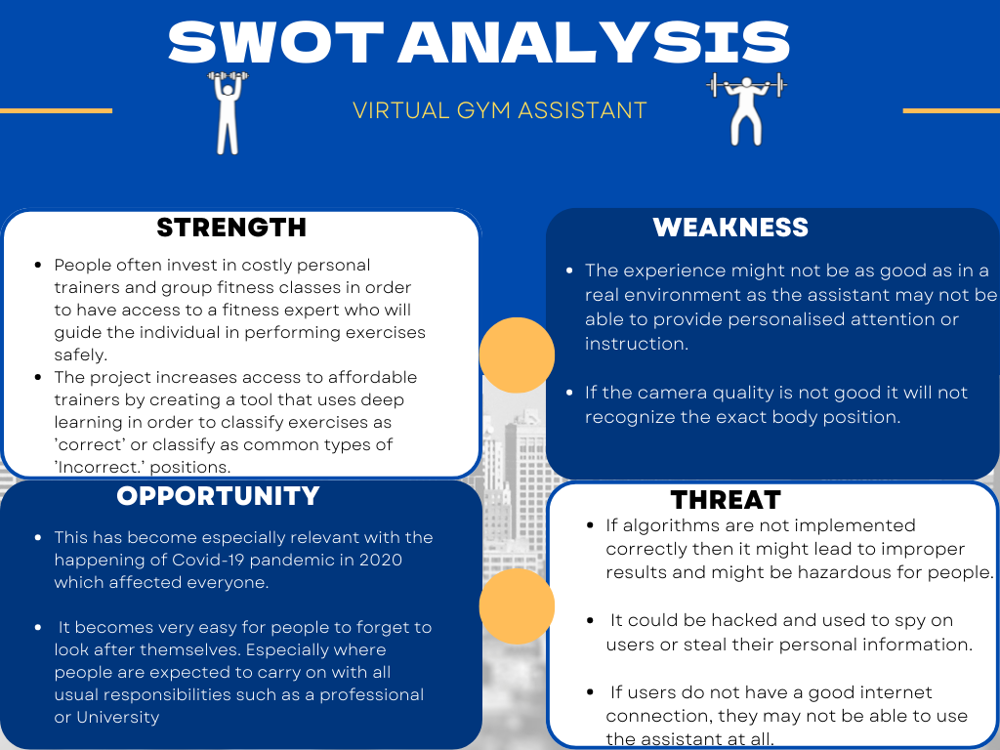 SWOT ANALYSIS
VIRTUAL GYM ASSISTANT
STRENGTH
• People often invest in costly personal
trainers and group fitness classes in order
to have access to a fitness expert who will
guide the individual in performing exercises
safely.
• The project increases access to affordable
trainers by creating a tool that uses deep
learning in order to classify exercises as
'correct' or classify as common types of
'Incorrect.' positions.
WEAKNESS
• The experience might not be as good as in a
real environment as the assistant may not be
able to provide personalised attention or
instruction.
• If the camera quality is not good it will not
recognize the exact body position.
OPPORTUNITY
• This has become especially relevant with the
happening of Covid-19 pandemic in 2020
which affected everyone.
• It becomes very easy for people to forget to
look after themselves. Especially where
people are expected to carry on with all
usual responsibilities such as a professional
or University
THREAT
• If algorithms are not implemented
correctly then it might lead to improper
results and might be hazardous for people.
• It could be hacked and used to spy on
users or steal their personal information.
• If users do not have a good internet
connection, they may not be able to use
the assistant at all.